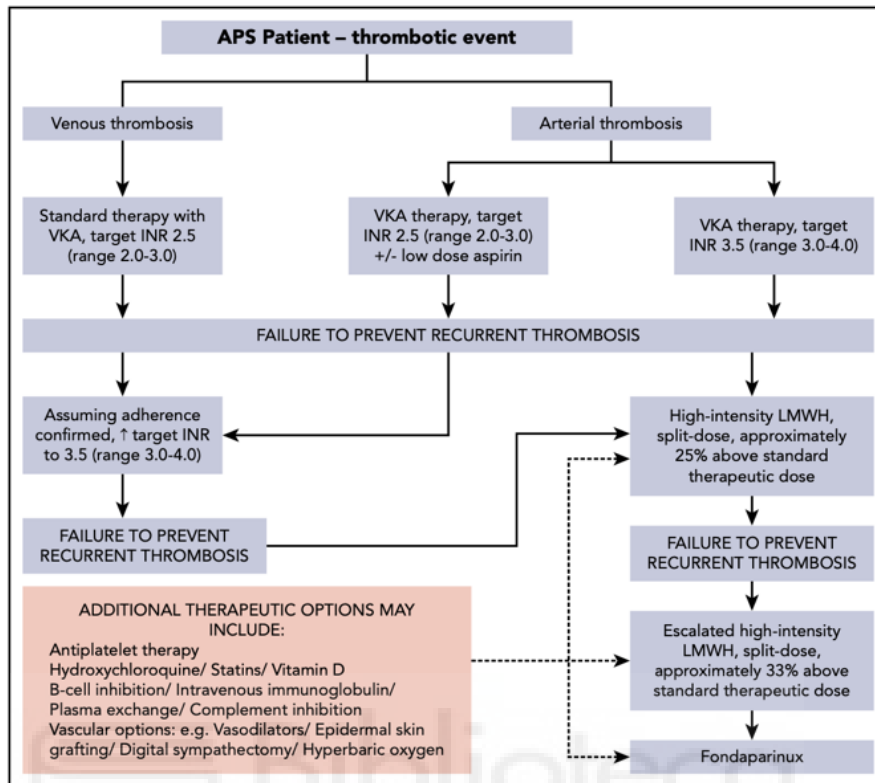 APS Patient – thrombotic event
Venous thrombosis
Arterial thrombosis
Standard therapy with
VKA, target INR 2.5
(range 2.0-3.0)
VKA therapy, target
INR 2.5 (range 2.0-3.0)
+/- low dose aspirin
VKA therapy, target
INR 3.5 (range 3.0-4.0)
FAILURE TO PREVENT RECURRENT THROMBOSIS
Assuming adherence
confirmed, ↑ target INR
to 3.5 (range 3.0-4.0)
High-intensity LMWH,
split-dose, approximately
25% above standard
therapeutic dose
FAILURE TO PREVENT
RECURRENT THROMBOSIS
FAILURE TO PREVENT
RECURRENT THROMBOSIS
ADDITIONAL THERAPEUTIC OPTIONS MAY
INCLUDE:
Antiplatelet therapy
Hydroxychloroquine/ Statins/ Vitamin D
B-cell inhibition/ Intravenous immunoglobulin/
Plasma exchange/ Complement inhibition
Vascular options: e.g. Vasodilators/ Epidermal skin
grafting/ Digital sympathectomy/ Hyperbaric oxygen
Escalated high-intensity
LMWH, split-dose,
approximately 33% above
standard therapeutic dose
Fondaparinux